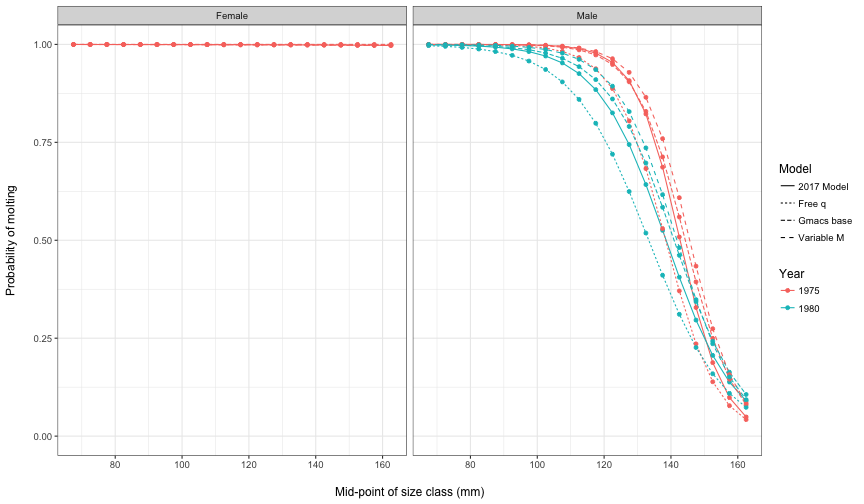 Female
Male
Probability of molting
1.00
0.75
0.50
0.25
0.00
80
100
120
140
160
80
100
120
140
160
Mid-point of size class (mm)
Model
2017 Model
Free q
Gmacs base
Variable M
Year
1975
1980